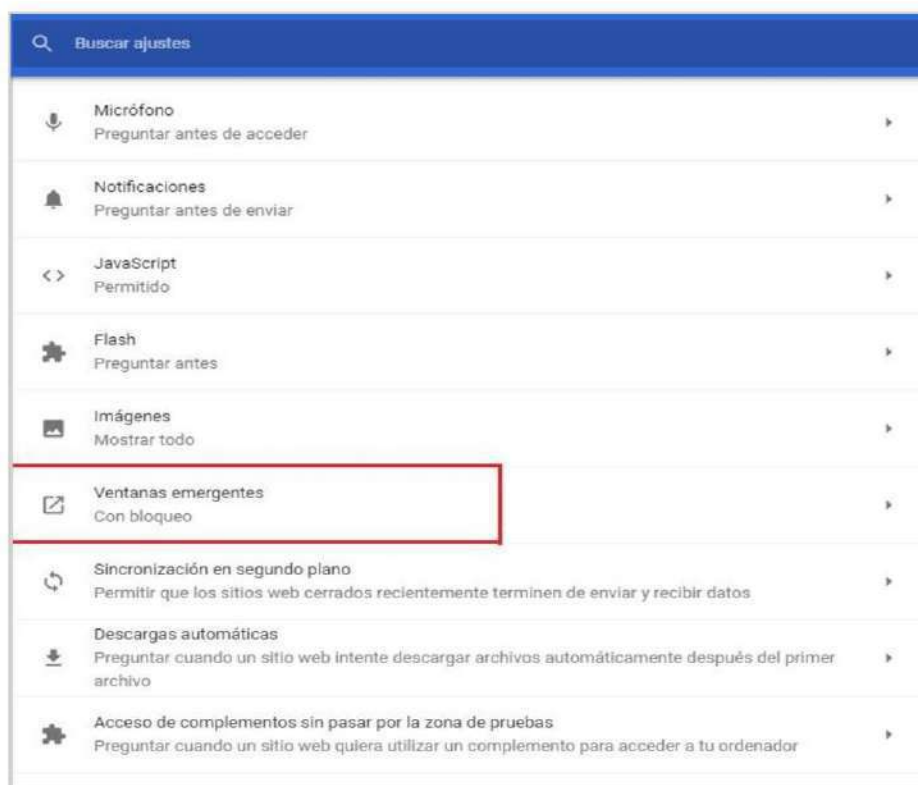 Buscar ajustes
Micrófono
Preguntar antes de acceder
Notificaciones
Preguntar antes de enviar
JavaScript
Permitido
Flash
Preguntar antes
Imágenes
Mostrar todo
Ventanas emergentes
Con bloqueo
Sincronización en segundo plano
Permitir que los sitios web cerrados recientemente terminen de enviar y recibir datos
Descargas automáticas
Preguntar cuando un sitio web intente descargar archivos automáticamente después del primer
archivo
Acceso de complementos sin pasar por la zona de pruebas
Preguntar cuando un sitio web quiera utilizar un complemento para acceder a tu ordenador